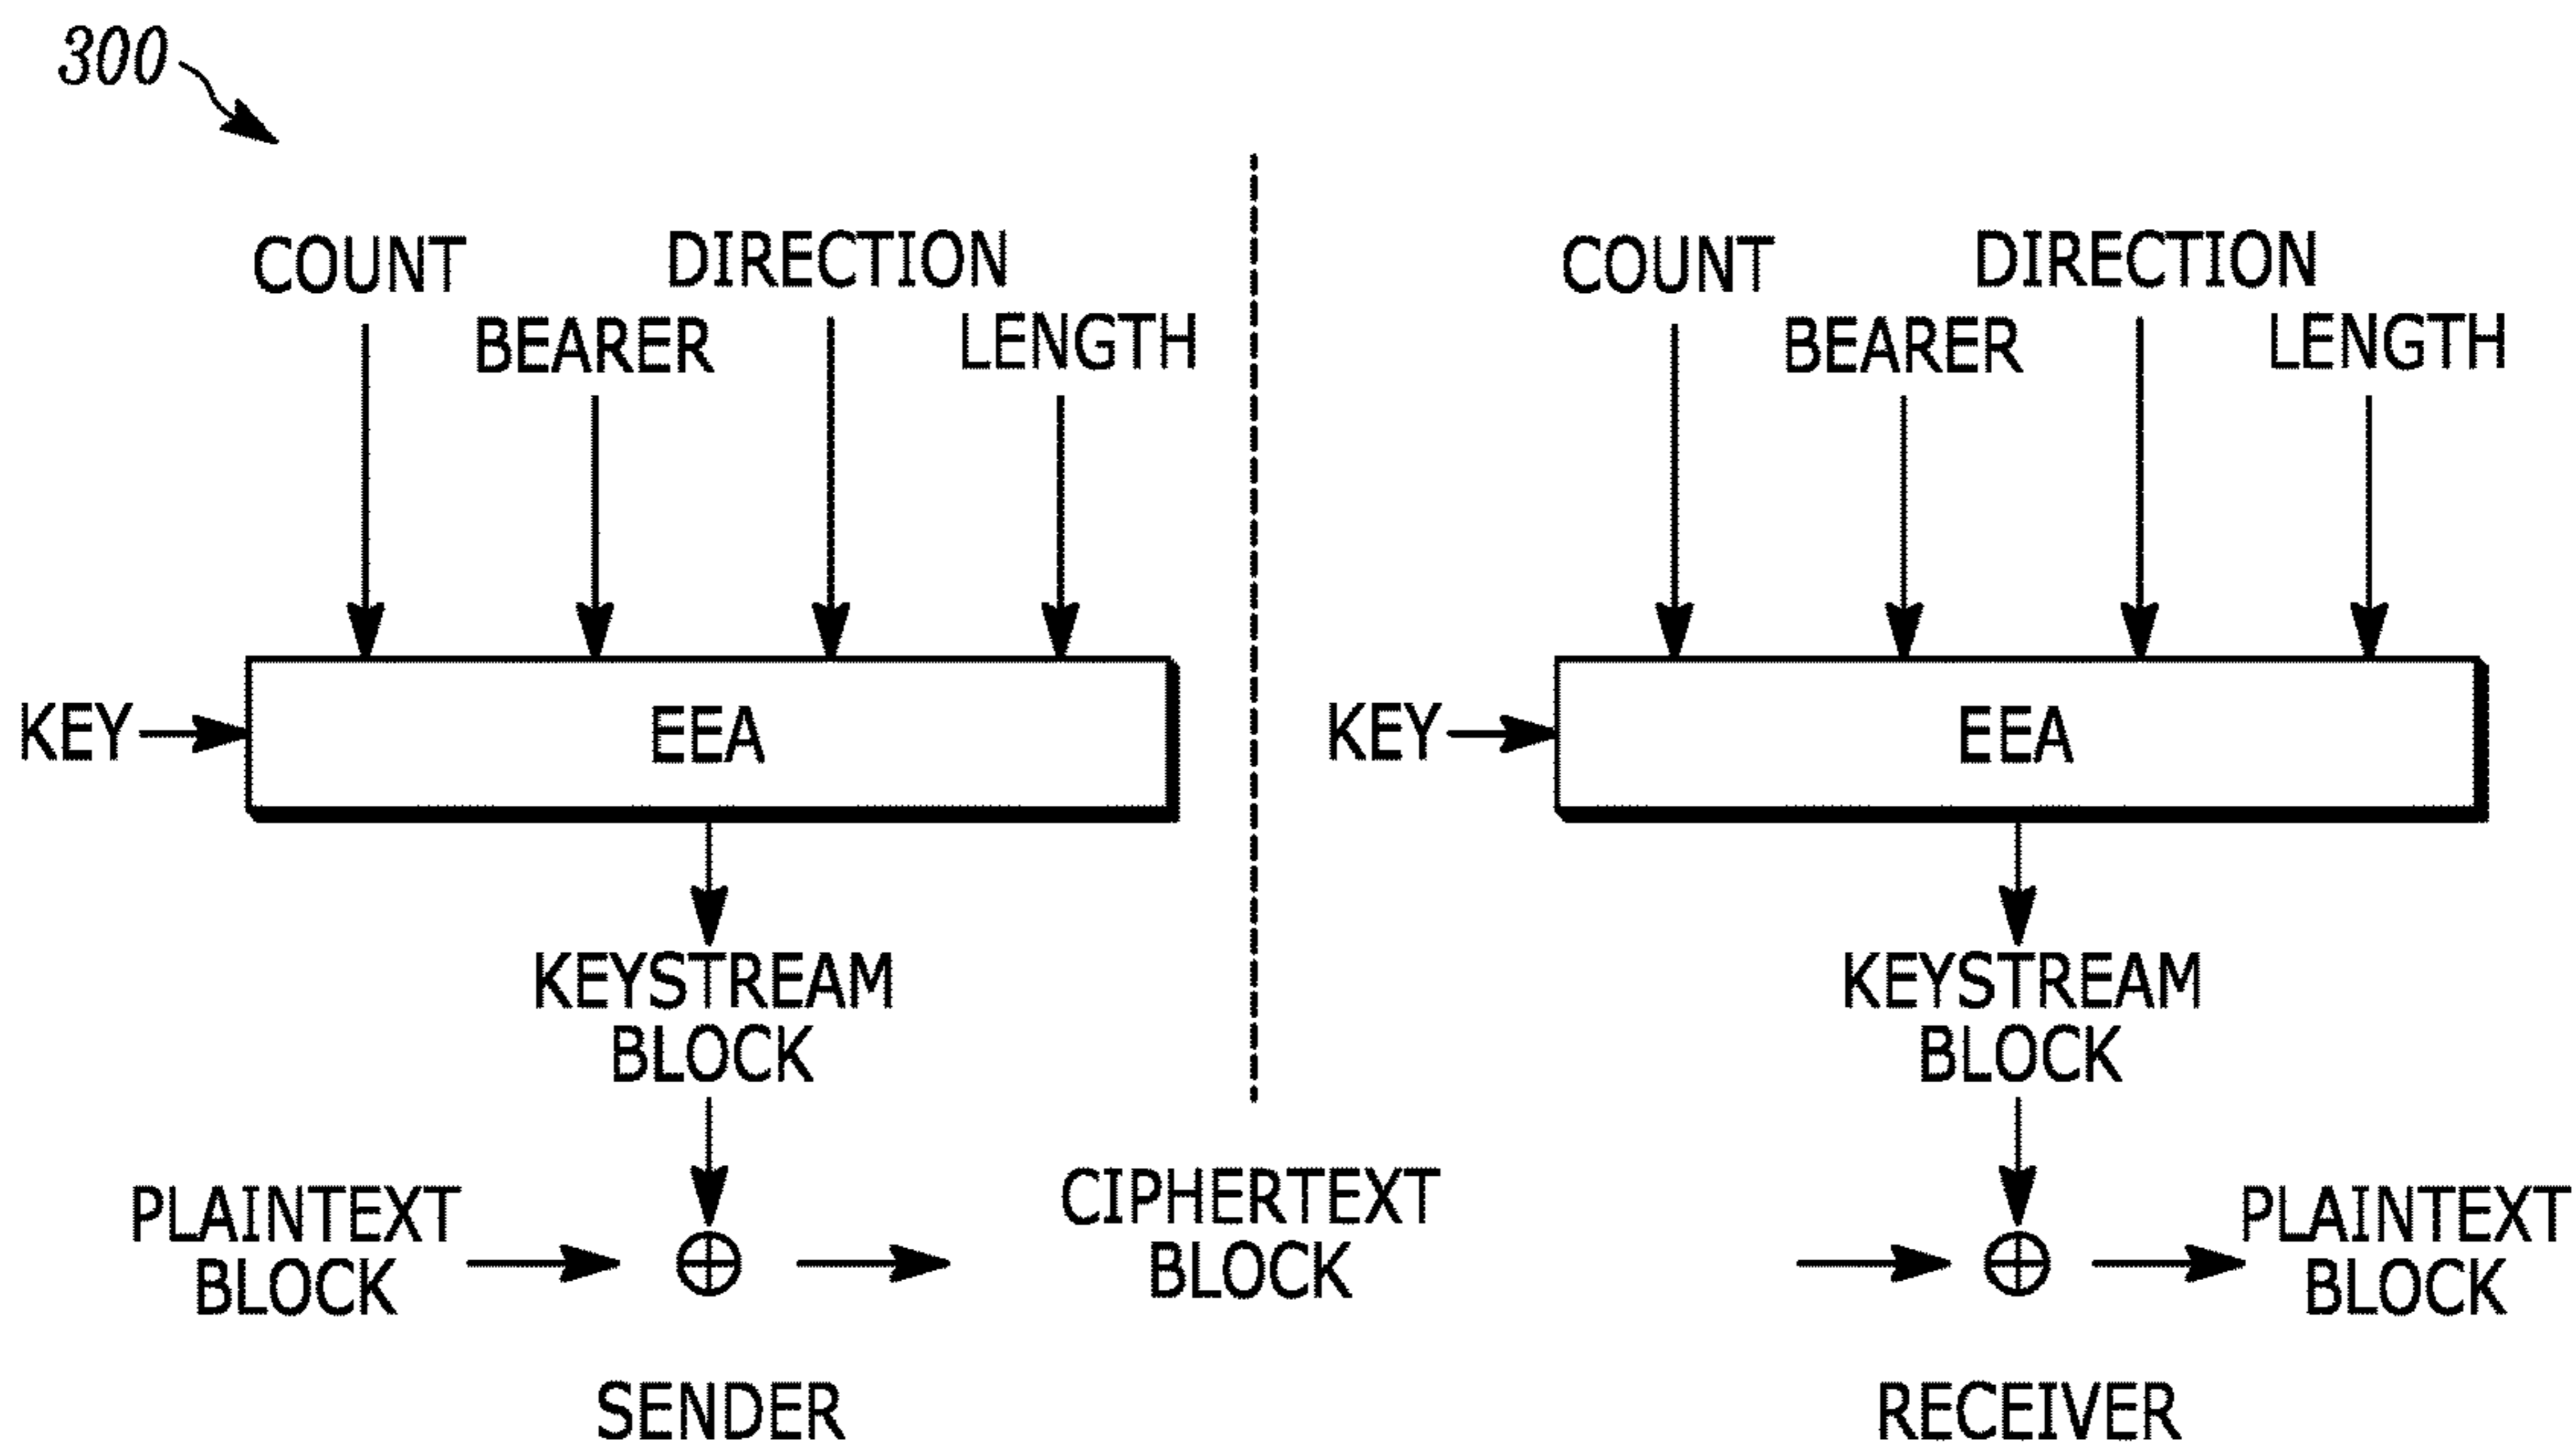 300
COUNT
DIRECTION
BEARER
LENGTH
KEY
EEA
KEYSTREAM
BLOCK
PLAINTEXT
BLOCK
CIPHERTEXT
BLOCK
SENDER
COUNT
DIRECTION
BEARER
LENGTH
KEY
EEA
KEYSTREAM
BLOCK
PLAINTEXT
BLOCK
RECEIVER